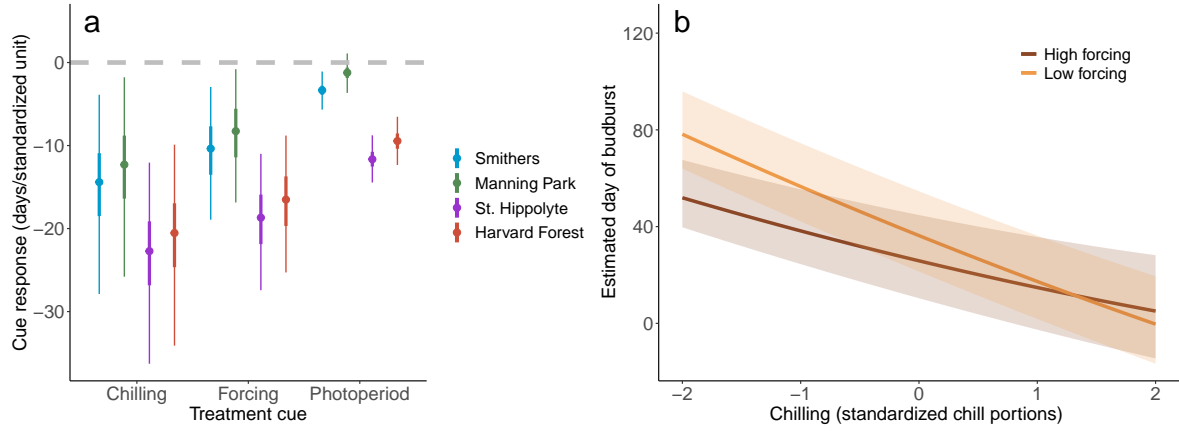 a
Cue response (days/standardized unit)
0
−10
−20
−30
Chilling
Forcing
Photoperiod
Treatment cue
Smithers
Manning Park
St. Hippolyte
Harvard Forest
b
Estimated day of budburst
120
80
40
0
−2
−1
0
1
2
Chilling (standardized chill portions)
High forcing
Low forcing